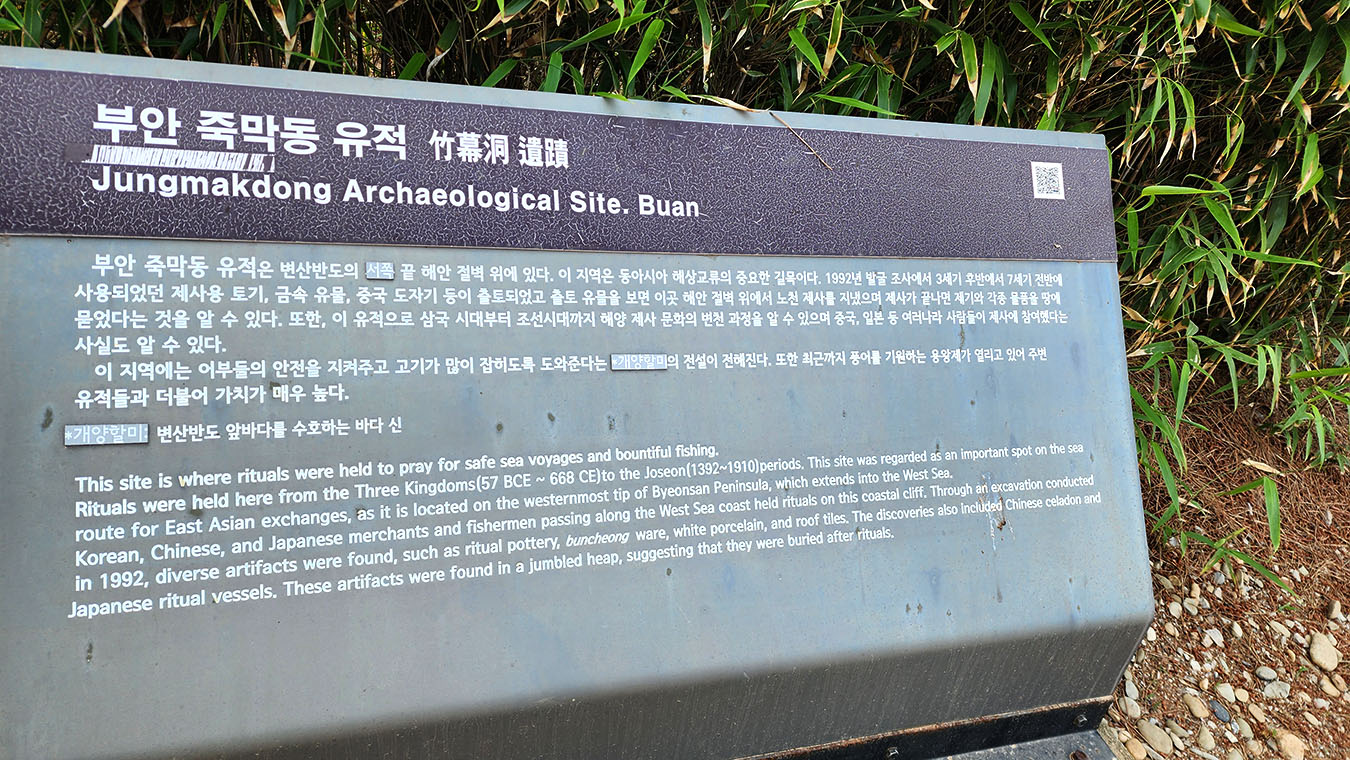 부안 죽막동 유적 竹幕洞 遺蹟
Jungmakdong Archaeological Site. Buan
부안 죽막동 유적은 변산반도의 서쪽 끝 해안 절벽 위에 있다. 이 지역은 동아시아 해상교류의 중요한 길목이다. 1992년 발굴 조사에서 3세기 후반에서 7세기 전반에
사용되었던 제사용 토기, 금속 유물, 중국 도자기 등이 출토되었고 출토 유물을 보면 이곳 해안 절벽 위에서 노천 제사를 지냈으며 제사가 끝나면 제기와 각종 물품을 땅에
묻었다는 것을 알 수 있다. 또한, 이 유적으로 삼국 시대부터 조선시대까지 해양 제사 문화의 변천 과정을 알 수 있으며 중국, 일본 등 여러나라 사람들이 제사에 참여했다는
사실도 알 수 있다.
이 지역에는 어부들의 안전을 지켜주고 고기가 많이 잡히도록 도와준다는 *개양할미의 전설이 전해진다. 또한 최근까지 풍어를 기원하는 용왕제가 열리고 있어 주변
유적들과 더불어 가치가 매우 높다.
*개양할미: 변산반도 앞바다를 수호하는 바다 신
This site is where rituals were held to pray for safe sea voyages and bountiful fishing.
Rituals were held here from the Three Kingdoms(57 BCE ~ 668 CE)to the Joseon(1392~1910)periods. This site was regarded as an important spot on the sea
route for East Asian exchanges, as it is located on the westernmost tip of Byeonsan Peninsula, which extends into the West Sea.
Korean, Chinese, and Japanese merchants and fishermen passing along the West Sea coast held rituals on this coastal cliff. Through an excavation conducted
in 1992, diverse artifacts were found, such as ritual pottery, buncheong ware, white porcelain, and roof tiles. The discoveries also included Chinese celadon and
Japanese ritual vessels. These artifacts were found in a jumbled heap, suggesting that they were buried after rituals.